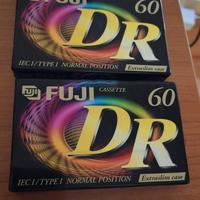 FUJI 60
DR
IEC I / TYPE I NORMAL POSITION Extraslim case
FUJI FUJI CASSETTE 60
DR
IEC I / TYPE I NORMAL POSITION Extraslim case